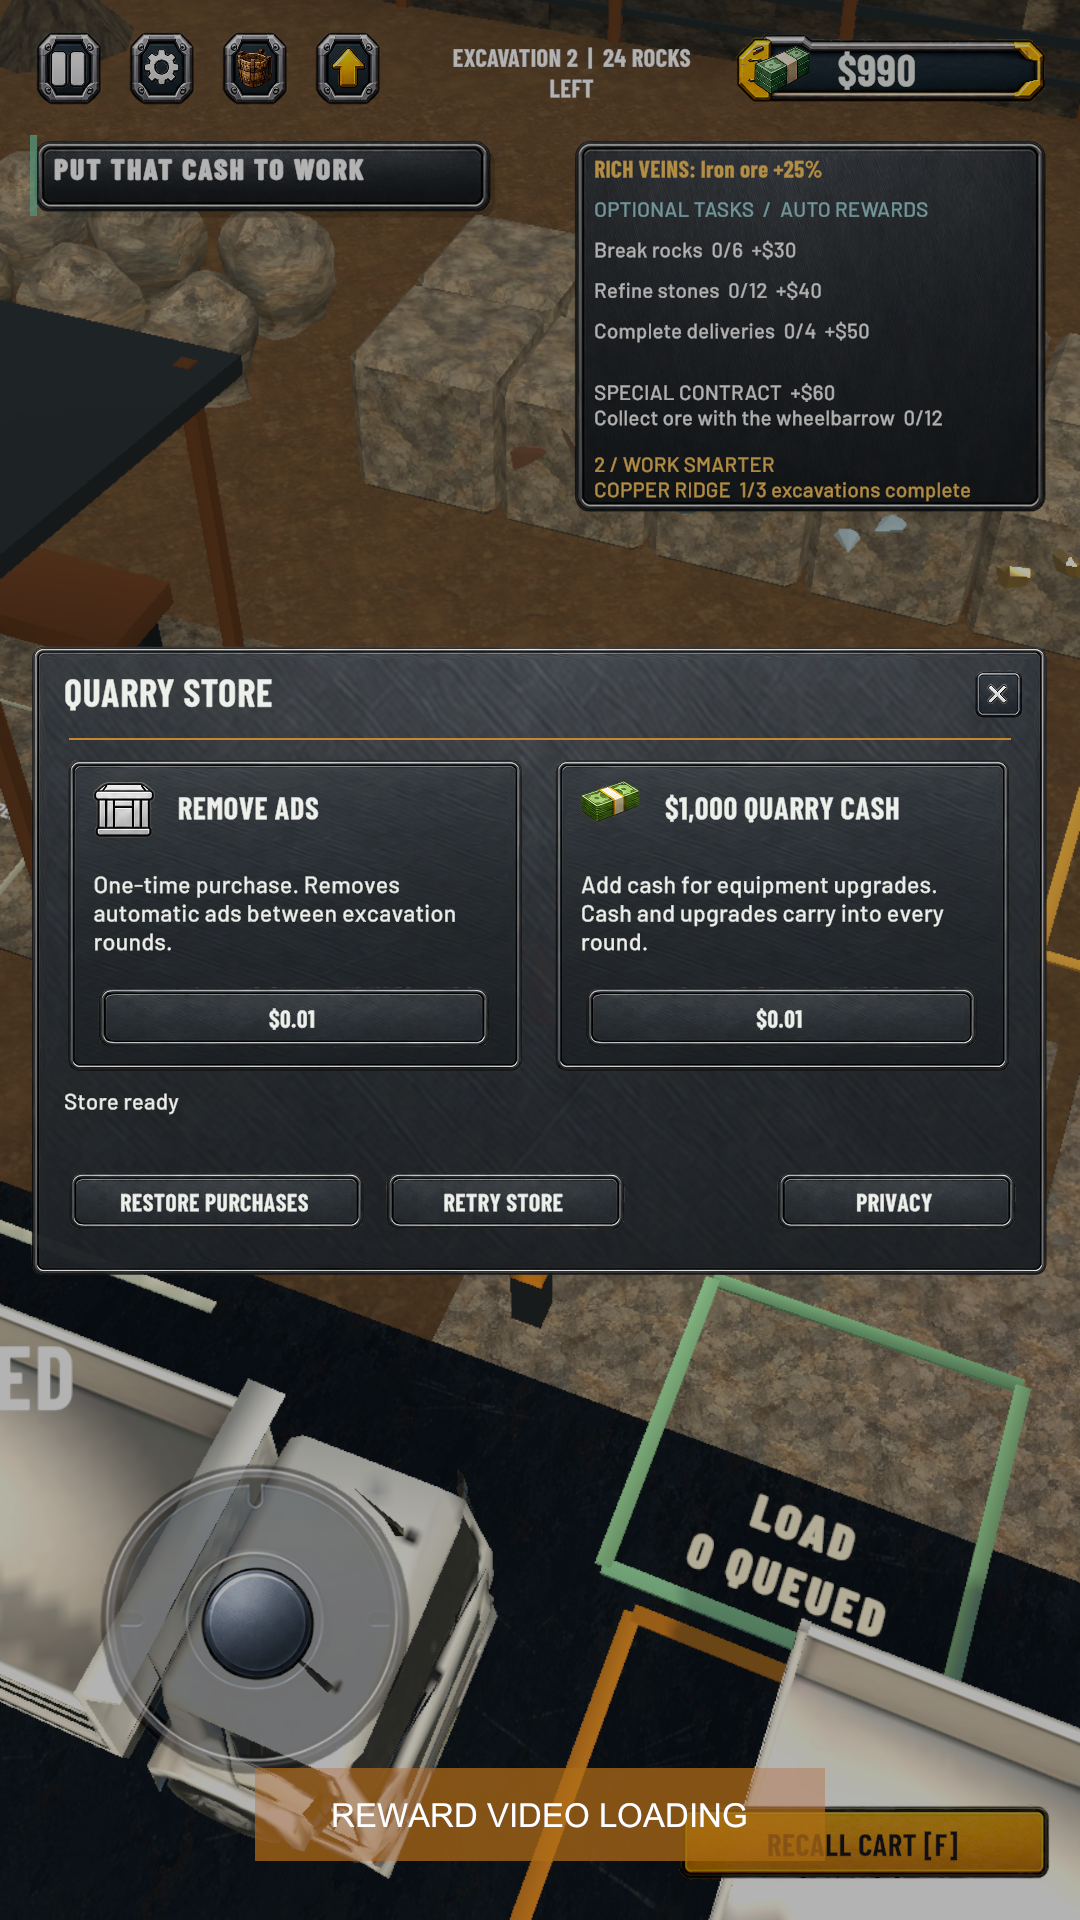 EXCAVATION 2 | 24 ROCKS
LEFT
$990
PUT THAT CASH TO WORK
RICH VEINS: Iron ore +25%
OPTIONAL TASKS / AUTO REWARDS
Break rocks 0/6 +$30
Refine stones 0/12 +$40
Complete deliveries 0/4 +$50
SPECIAL CONTRACT +$60
Collect ore with the wheelbarrow 0/12
2 / WORK SMARTER
COPPER RIDGE 1/3 excavations complete
QUARRY STORE
REMOVE ADS
One-time purchase. Removes
automatic ads between excavation
rounds.
$0.01
$1,000 QUARRY CASH
Add cash for equipment upgrades.
Cash and upgrades carry into every
round.
$0.01
Store ready
RESTORE PURCHASES
RETRY STORE
PRIVACY
ED
LOAD
0 QUEUED
REWARD VIDEO LOADING
RECALL CART [F]